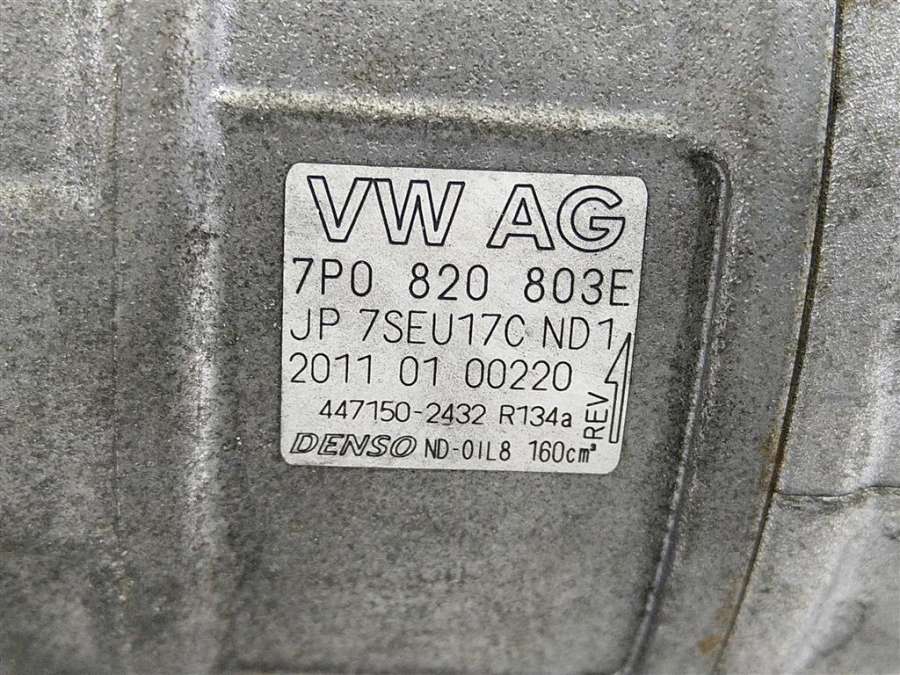 VW AG
7P0 820 803E
JP 7SEU17C ND1
2011 01 00220
447150-2432 R134a
REV
DENSO ND-OIL8 160cm³